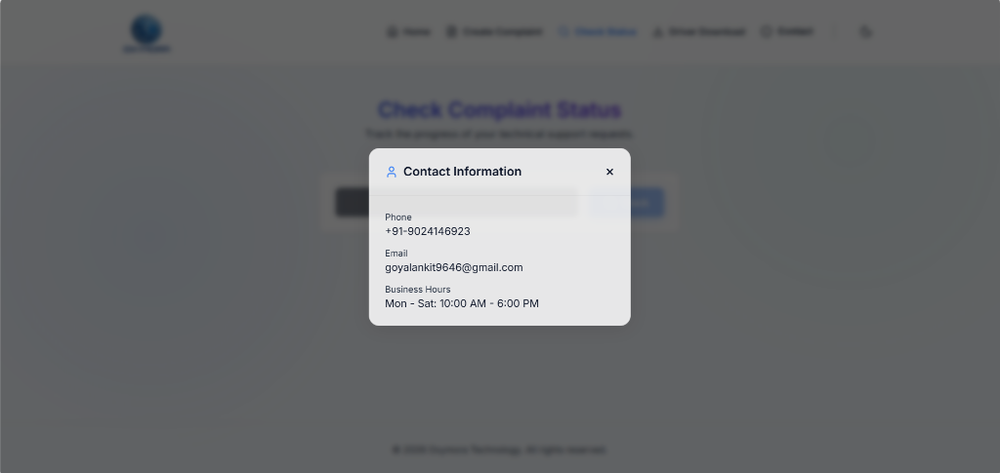 Home
Create Complaint
Check Status
Driver Download
Contact
Check Complaint Status
Track the progress of your technical support requests.
Contact Information
Phone
+91-9024146923
Email
goyalankit9646@gmail.com
Business Hours
Mon - Sat: 10:00 AM - 6:00 PM
Technology. All rights reserved.